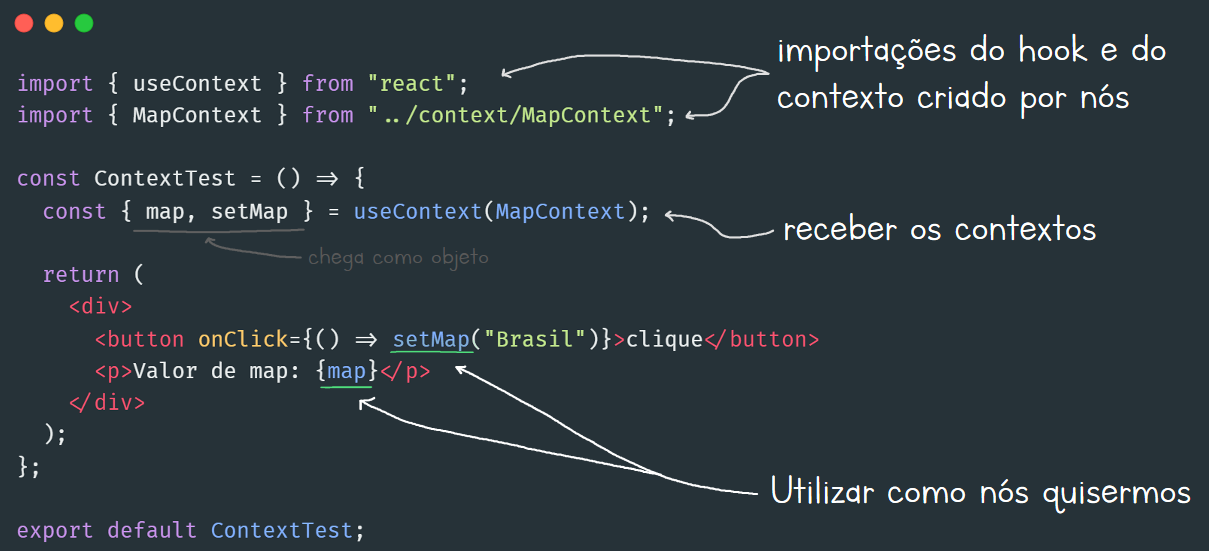 importações do hook e do
contexto criado por nós
import { useContext } from "react";
import { MapContext } from "../context/MapContext";
const ContextTest = () => {
const { map, setMap } = useContext(MapContext);
receber os contextos
chega como objeto
return (
<div>
<button onClick={() => setMap("Brasil")}>clique</button>
<p>Valor de map: {map}</p>
</div>
);
};
Utilizar como nós quisermos
export default ContextTest;